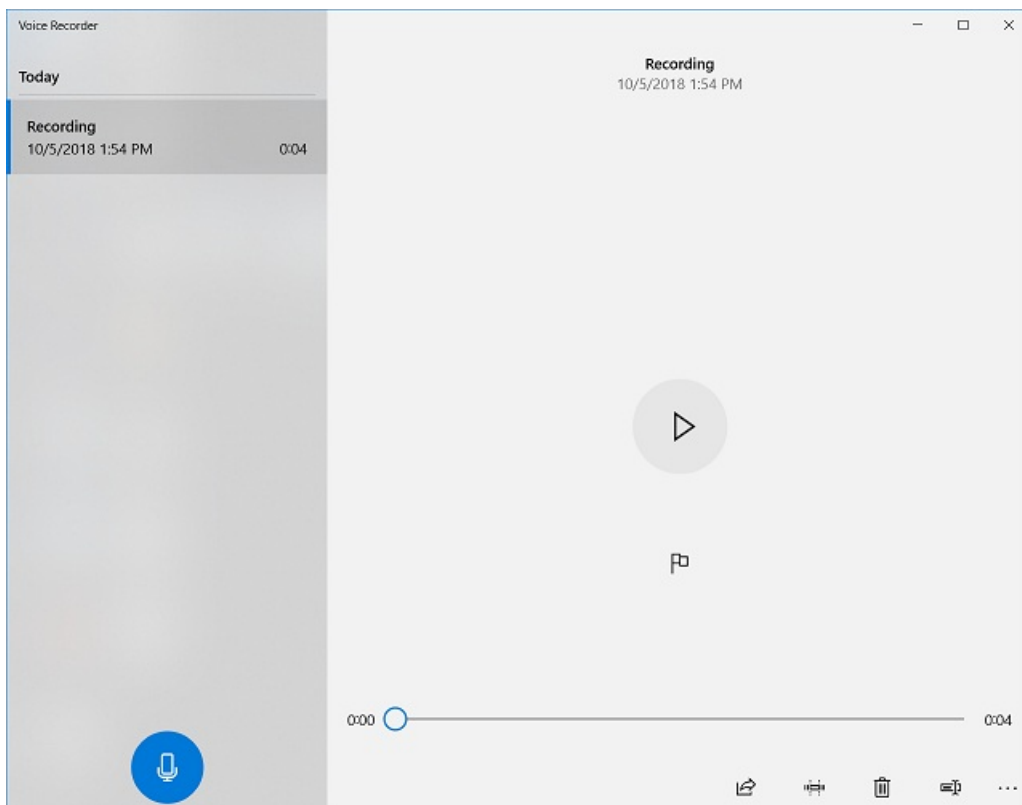 Voice Recorder
Today
Recording
10/5/2018 1:54 PM 0:04
Recording
10/5/2018 1:54 PM
0:00 0:04